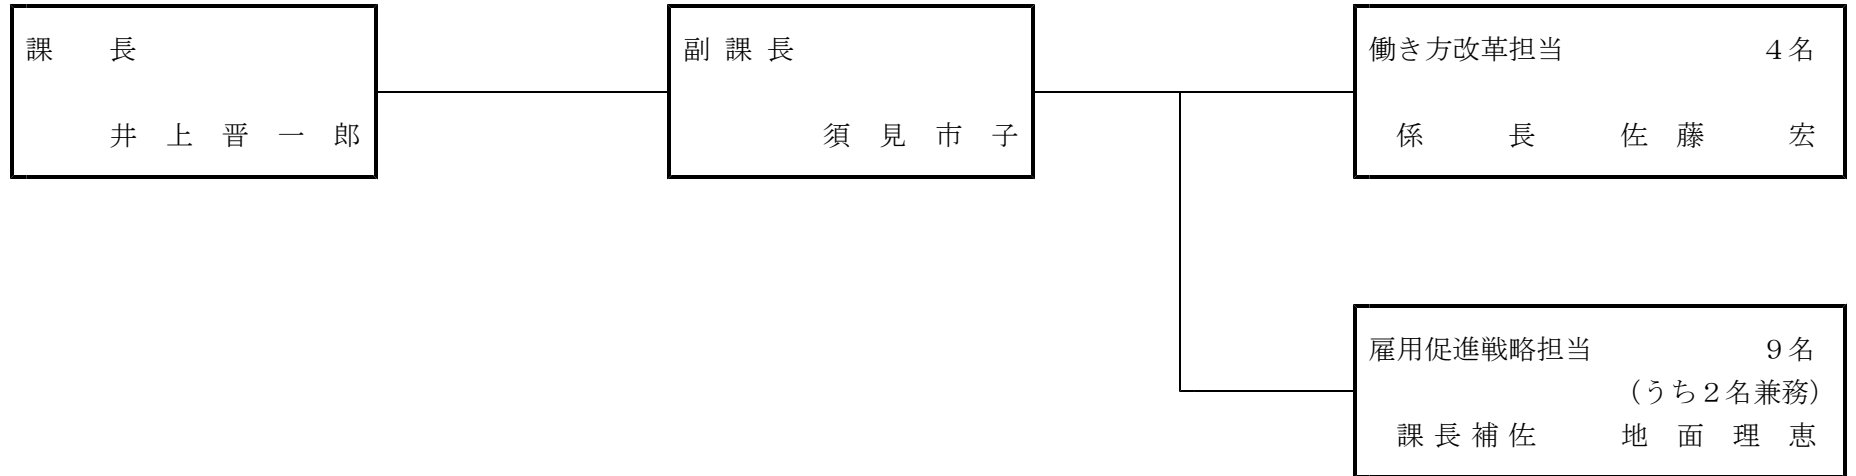 課　　長
井　上　晋　一　郎
副 課 長
須　見　市　子
働き方改革担当　　　　　　　４名
係　　　長　　　佐　藤　　　宏
雇用促進戦略担当　　　　　　９名
（うち２名兼務）
課 長 補 佐　　　地　面　理　恵